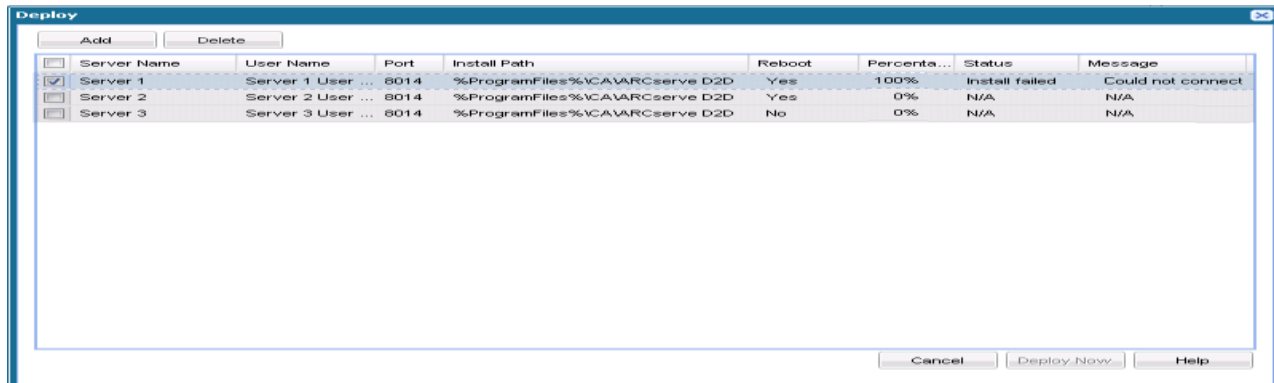 Deploy
Add Delete
Server Name User Name Port Install Path Reboot Percenta... Status Message
Server 1 Server 1 User ... 8014 %ProgramFiles%\CA\ARCserve D2D Yes 100% Install failed Could not connect
Server 2 Server 2 User ... 8014 %ProgramFiles%\CA\ARCserve D2D Yes 0% N/A N/A
Server 3 Server 3 User ... 8014 %ProgramFiles%\CA\ARCserve D2D No 0% N/A N/A
Cancel Deploy Now Help